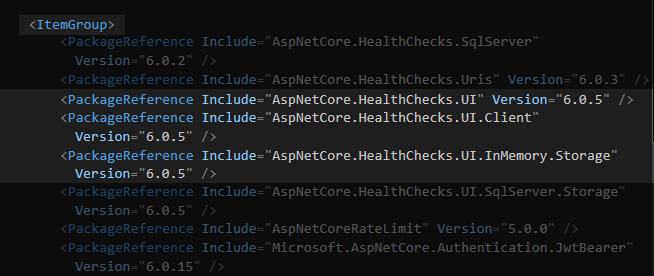 <ItemGroup>
<PackageReference Include="AspNetCore.HealthChecks.SqlServer"
Version="6.0.2" />
<PackageReference Include="AspNetCore.HealthChecks.Uris" Version="6.0.3" />
<PackageReference Include="AspNetCore.HealthChecks.UI" Version="6.0.5" />
<PackageReference Include="AspNetCore.HealthChecks.UI.Client"
Version="6.0.5" />
<PackageReference Include="AspNetCore.HealthChecks.UI.InMemory.Storage"
Version="6.0.5" />
<PackageReference Include="AspNetCore.HealthChecks.UI.SqlServer.Storage"
Version="6.0.5" />
<PackageReference Include="AspNetCoreRateLimit" Version="5.0.0" />
<PackageReference Include="Microsoft.AspNetCore.Authentication.JwtBearer"
Version="6.0.15" />